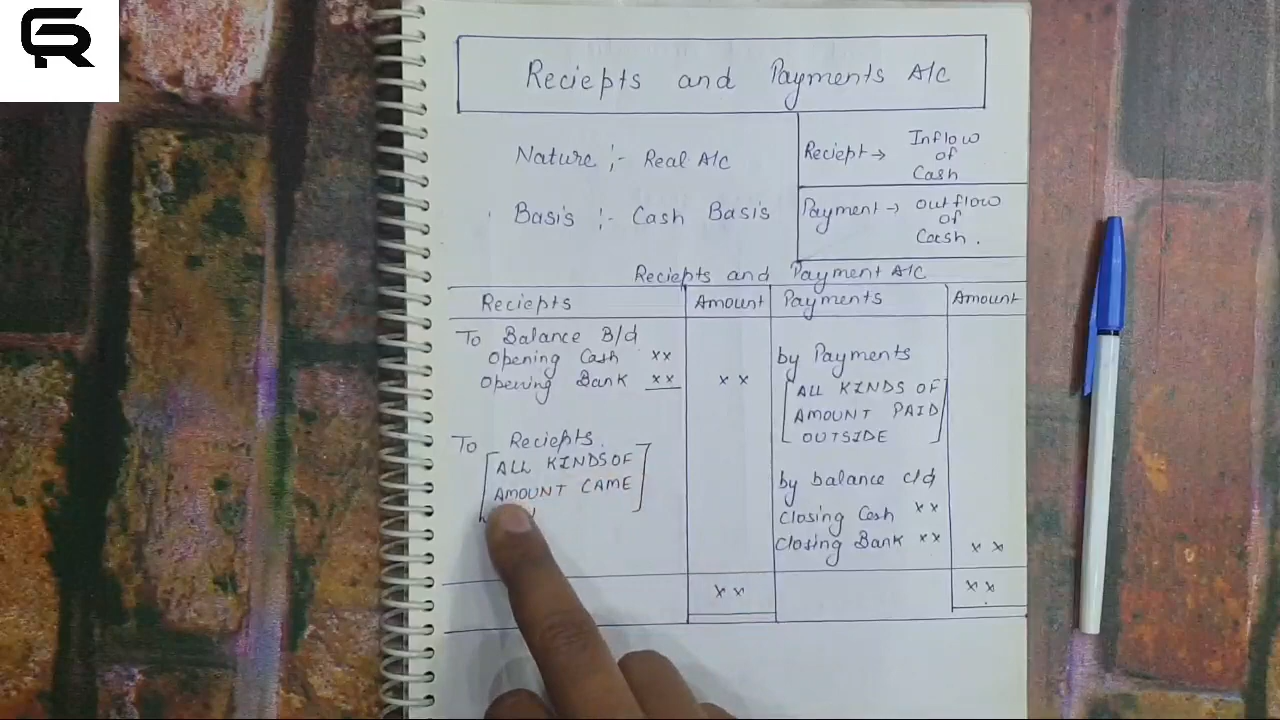 GR
Reciepts and Payments A/C
Nature :- Real A/C
Basis :- Cash Basis
Reciept → Inflow
of
Cash
Payment → outflow
of
Cash.
Reciepts and Payment A/C
Reciepts Amount Payments Amount
To Balance B/d
Opening Cash xx
Opening Bank xx xx
To Reciepts.
[ALL KINDS OF
AMOUNT CAME
by Payments
[ALL KINDS OF
AMOUNT PAID
OUTSIDE]
by balance c/d
Closing Cash xx
Closing Bank xx xx
xx xx